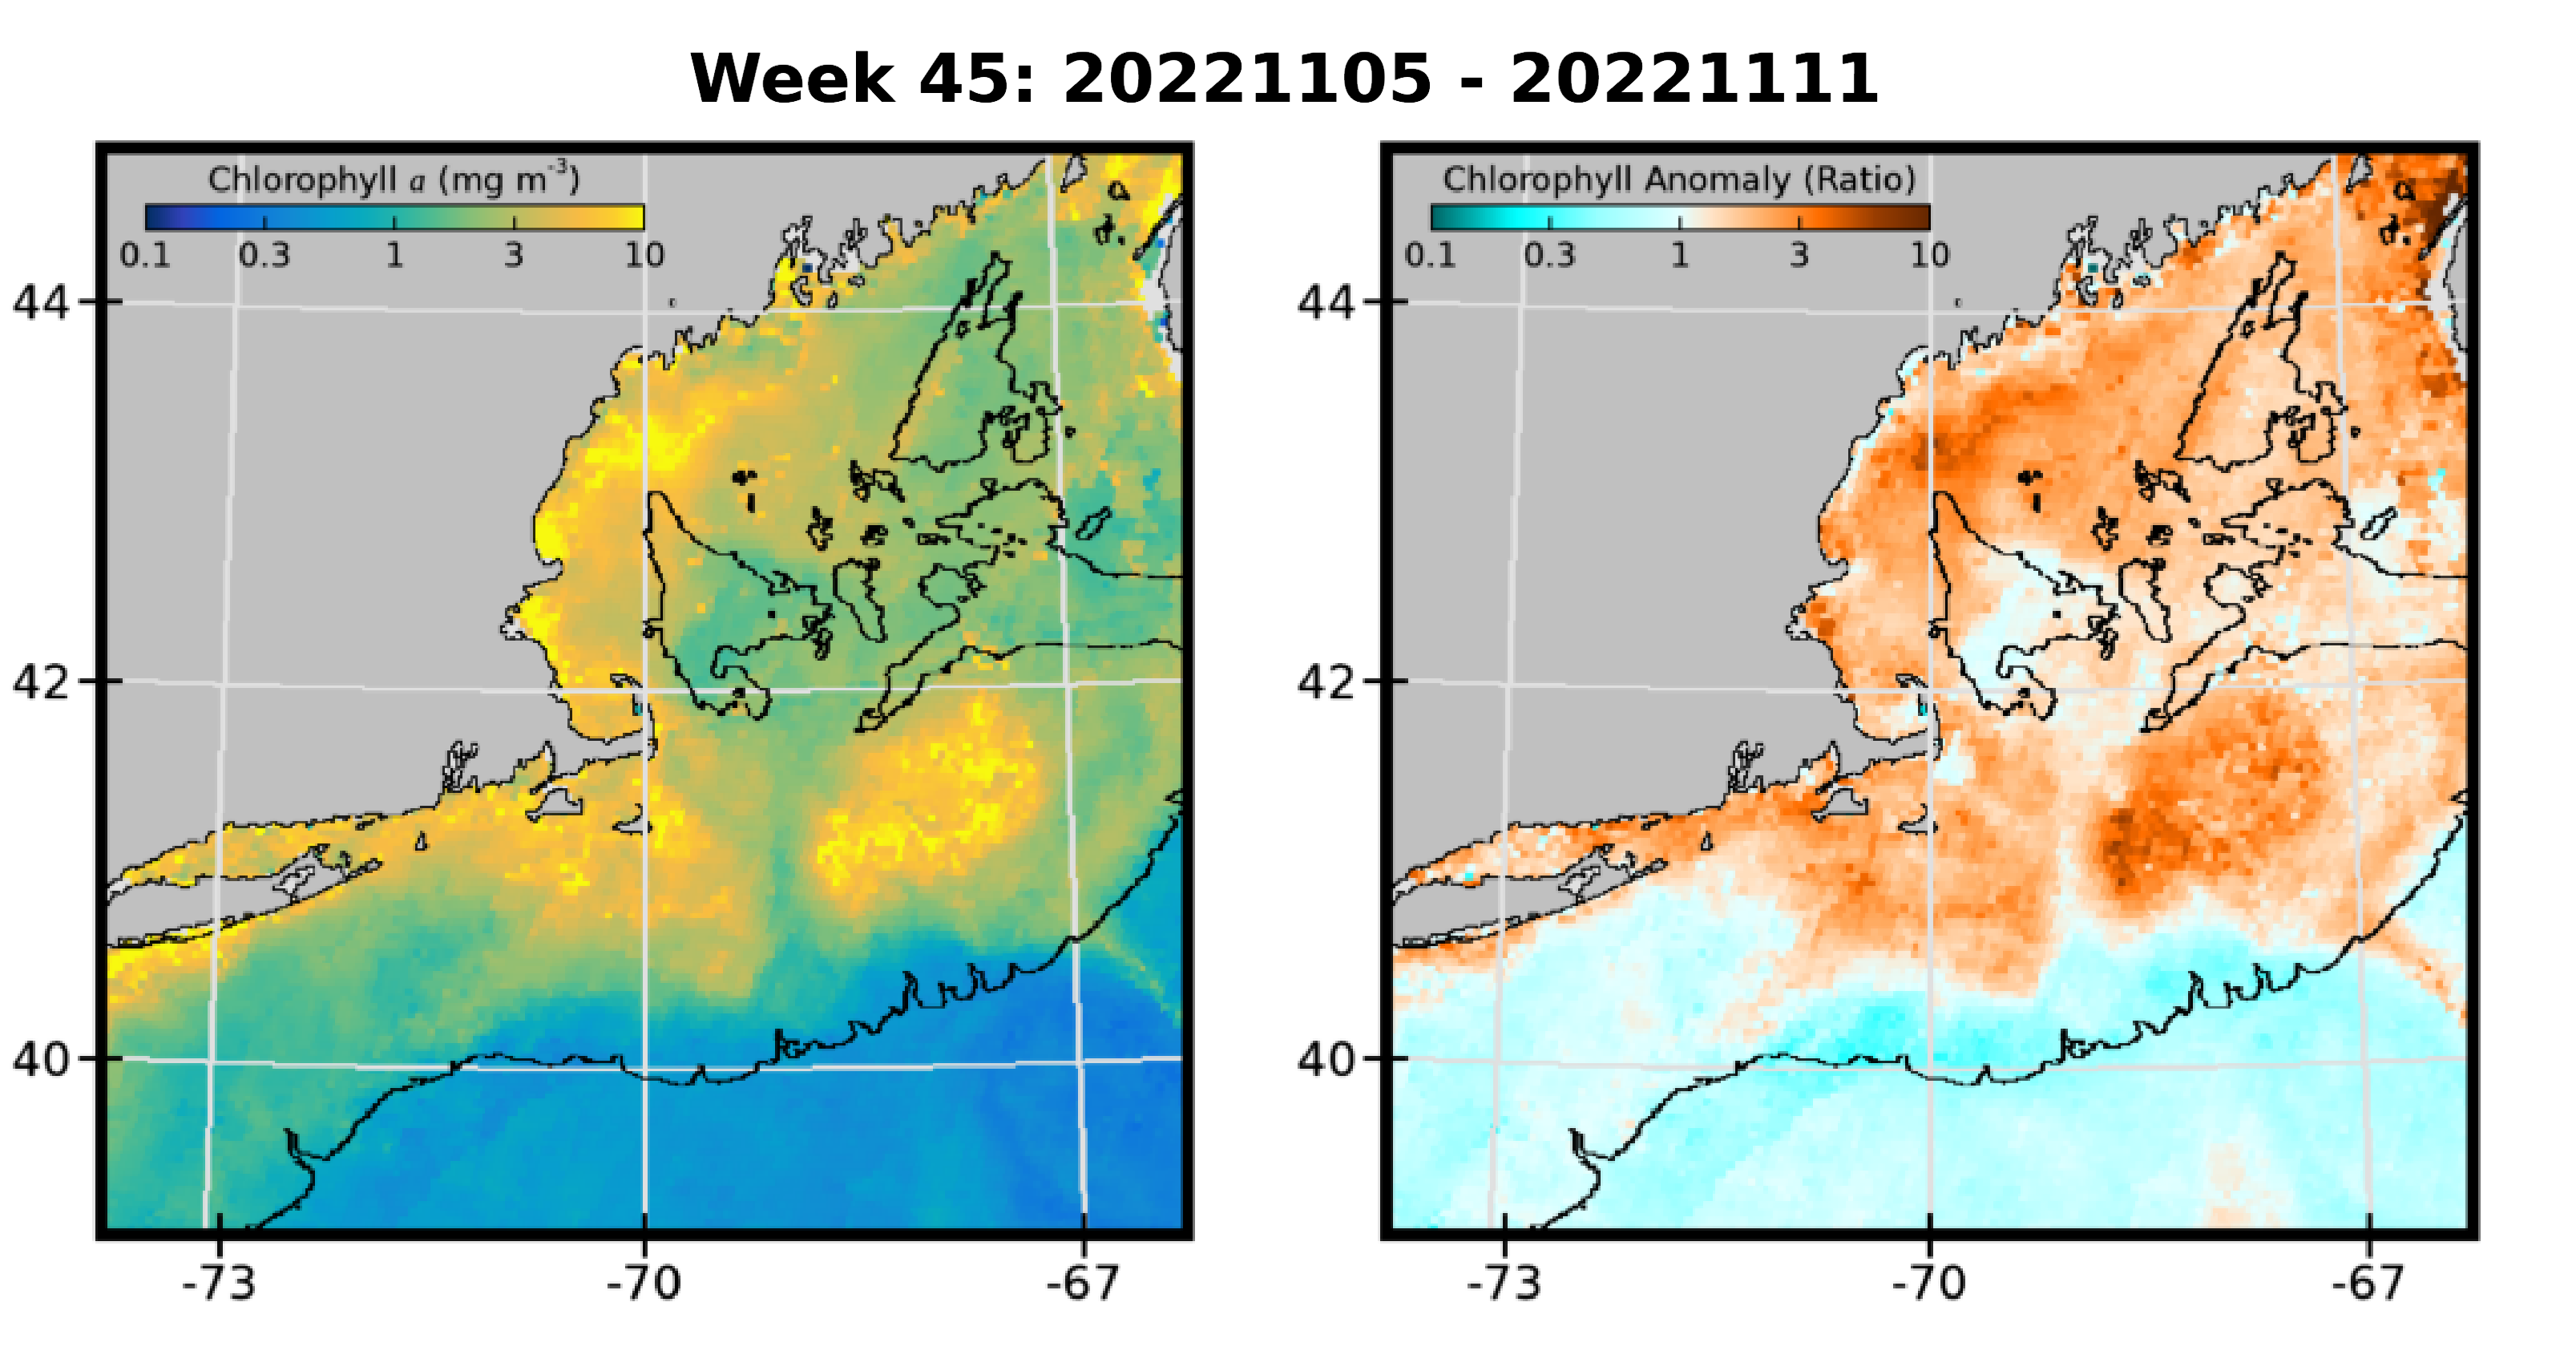 Week 45: 20221105 - 20221111
Chlorophyll a (mg m-3)
0.1 0.3 1 3 10
44
42
40
-73 -70 -67
Chlorophyll Anomaly (Ratio)
0.1 0.3 1 3 10
44
42
40
-73 -70 -67